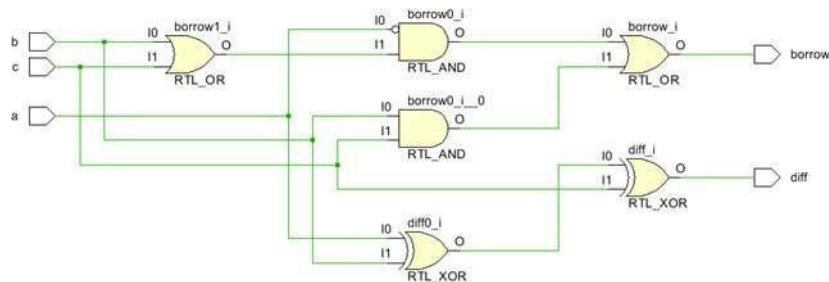 borrow1_i
b
I0
O
c
I1
RTL_OR
a
borrow0_i
I0
O
I1
RTL_AND
borrow0_i__0
I0
O
I1
RTL_AND
diff0_i
I0
O
I1
RTL_XOR
borrow_i
I0
O
I1
RTL_OR
borrow
diff_i
I0
O
I1
RTL_XOR
diff